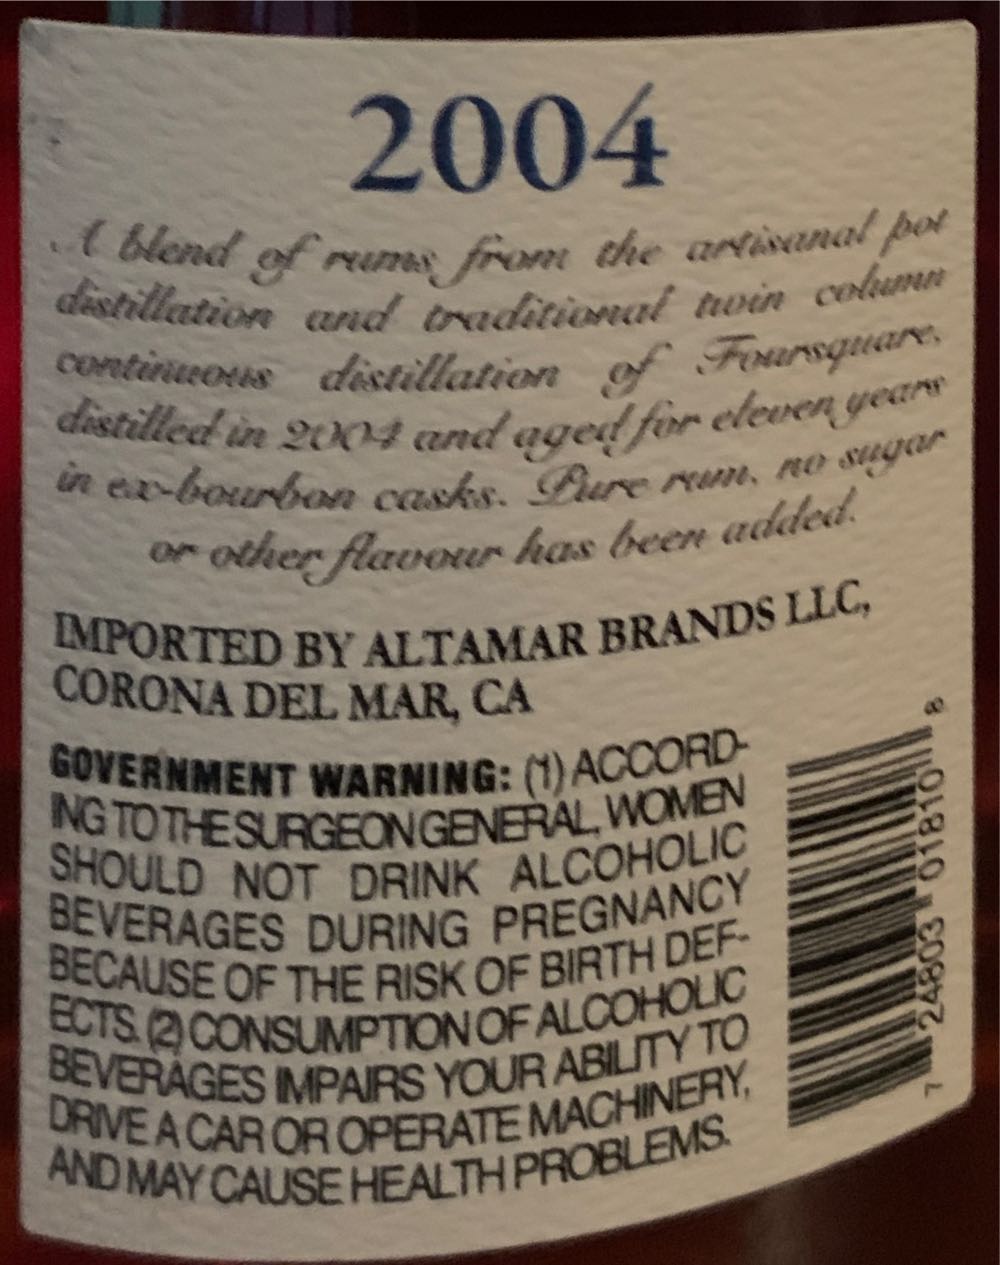 2004
A blend of rums from the artisanal pot
distillation and traditional twin column
continuous distillation of Foursquare,
distilled in 2004 and aged for eleven years
in ex-bourbon casks. Pure rum, no sugar
or other flavour has been added.
IMPORTED BY ALTAMAR BRANDS LLC,
CORONA DEL MAR, CA
GOVERNMENT WARNING: (1) ACCORD-
ING TO THE SURGEON GENERAL, WOMEN
SHOULD NOT DRINK ALCOHOLIC
BEVERAGES DURING PREGNANCY
BECAUSE OF THE RISK OF BIRTH DEF-
ECTS. (2) CONSUMPTION OF ALCOHOLIC
BEVERAGES IMPAIRS YOUR ABILITY TO
DRIVE A CAR OR OPERATE MACHINERY,
AND MAY CAUSE HEALTH PROBLEMS.
7 24803 01810 8